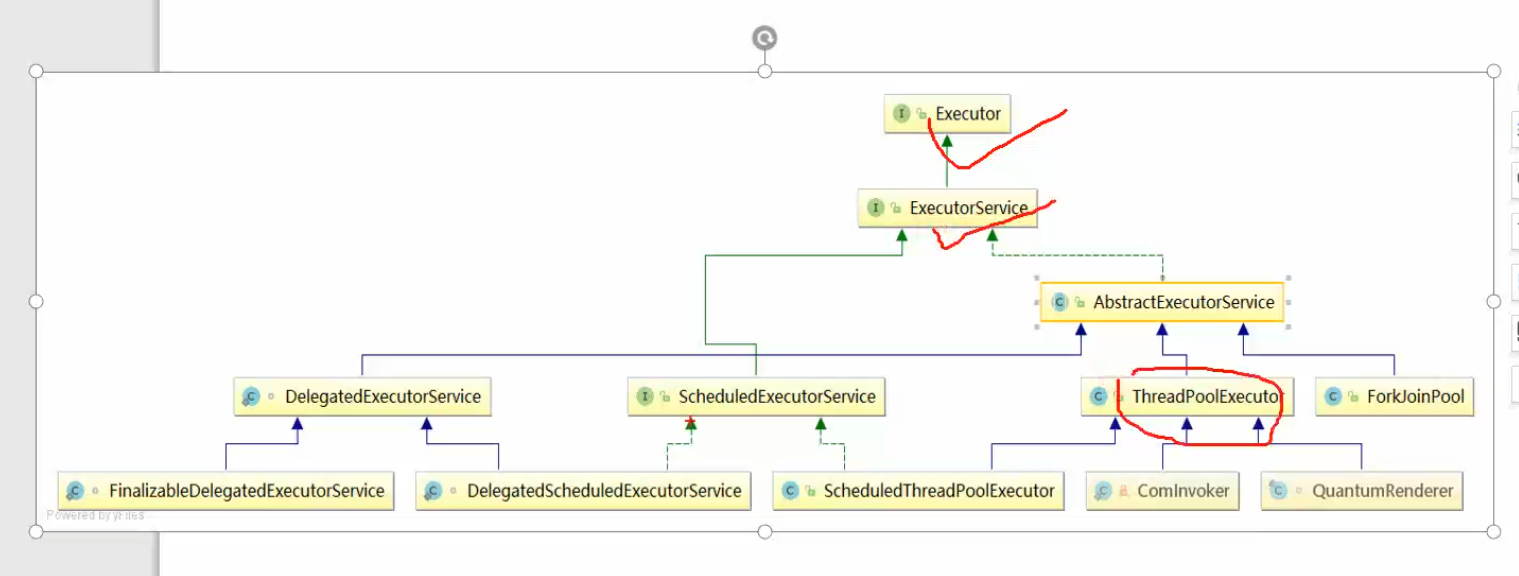 Executor
ExecutorService
AbstractExecutorService
DelegatedExecutorService
ScheduledExecutorService
ThreadPoolExecutor
ForkJoinPool
FinalizableDelegatedExecutorService
DelegatedScheduledExecutorService
ScheduledThreadPoolExecutor
ComInvoker
QuantumRenderer
Powered by yFiles